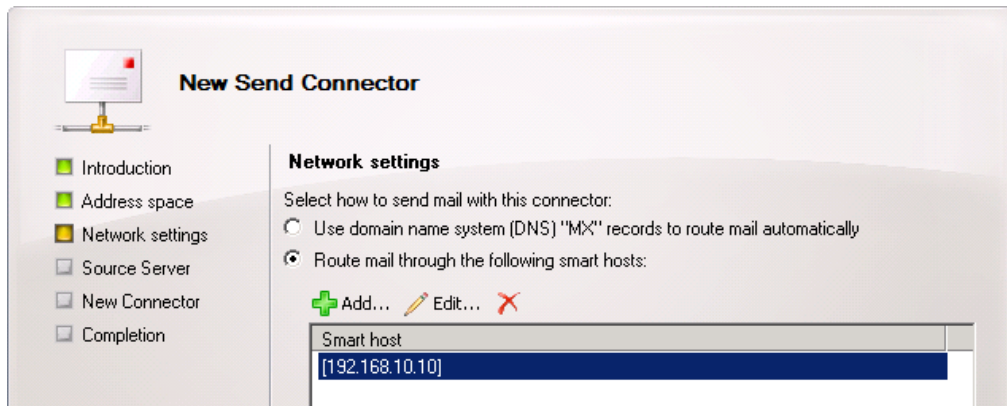 New Send Connector
Introduction
Address space
Network settings
Source Server
New Connector
Completion
Network settings
Select how to send mail with this connector:
Use domain name system (DNS) "MX" records to route mail automatically
Route mail through the following smart hosts:
Add... Edit...
Smart host
[192.168.10.10]